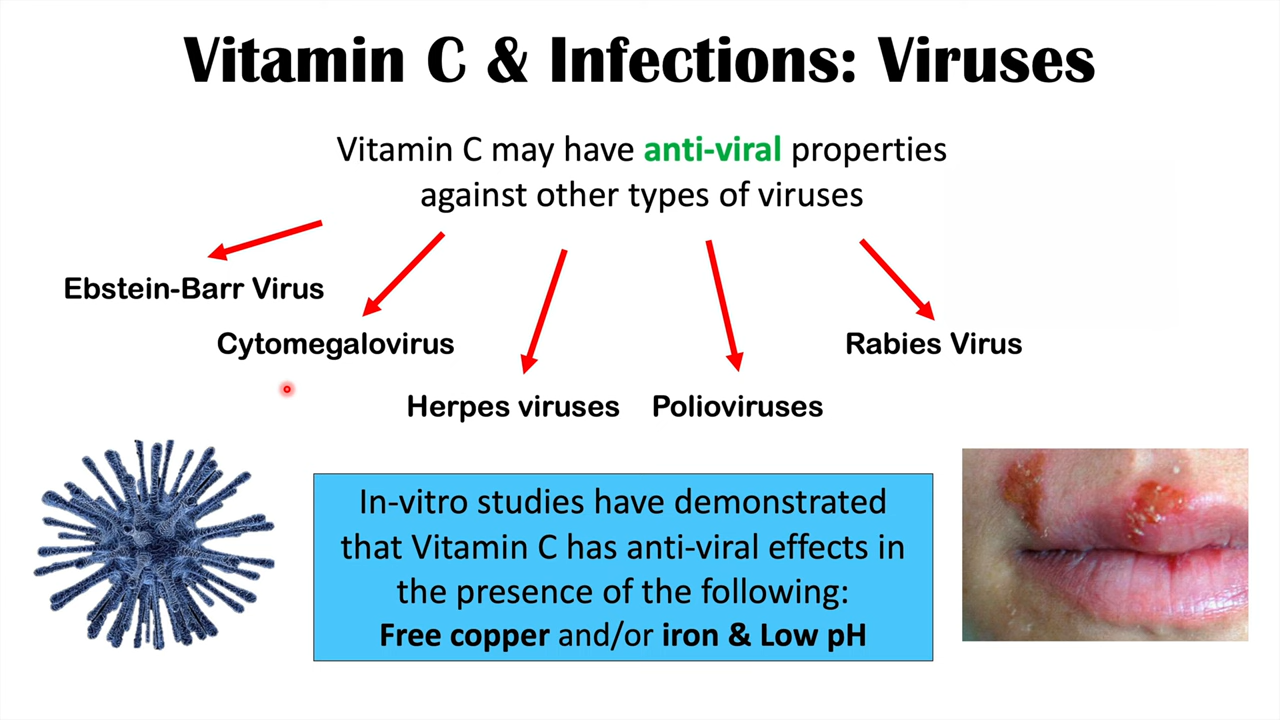 Vitamin C & Infections: Viruses
Vitamin C may have anti-viral properties
against other types of viruses
Ebstein-Barr Virus
Cytomegalovirus
Rabies Virus
Herpes viruses
Polioviruses
In-vitro studies have demonstrated
that Vitamin C has anti-viral effects in
the presence of the following:
Free copper and/or iron & Low pH